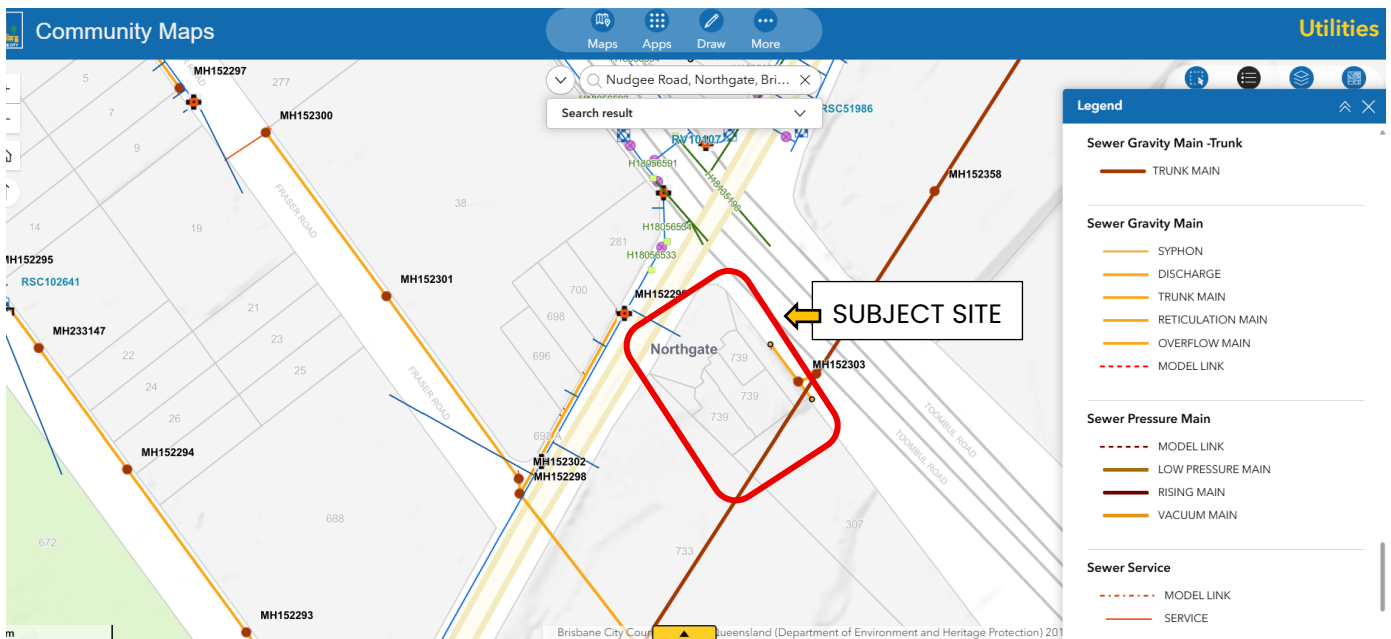 Community Maps
Maps
Apps
Draw
More
Utilities
Nudgee Road, Northgate, Bri...
Search result
Legend
Sewer Gravity Main -Trunk
TRUNK MAIN
Sewer Gravity Main
SYPHON
DISCHARGE
TRUNK MAIN
RETICULATION MAIN
OVERFLOW MAIN
MODEL LINK
Sewer Pressure Main
MODEL LINK
LOW PRESSURE MAIN
RISING MAIN
VACUUM MAIN
Sewer Service
MODEL LINK
SERVICE
MH152297
5
277
7
MH152300
RSC51986
RV10107
9
H18056591
MH152358
FRASER ROAD
38
14
19
H18056534
281
H18056533
MH152295
RSC102641
MH152301
700
SUBJECT SITE
21
698
MH233147
23
Northgate
739
22
696
25
MH152303
24
739
FRASER ROAD
739
TOOMBUL ROAD
26
692A
TOOMBUL ROAD
MH152294
MH152302
MH152298
688
307
672
733
MH152293
m
Brisbane City Coun
Queensland (Department of Environment and Heritage Protection) 201